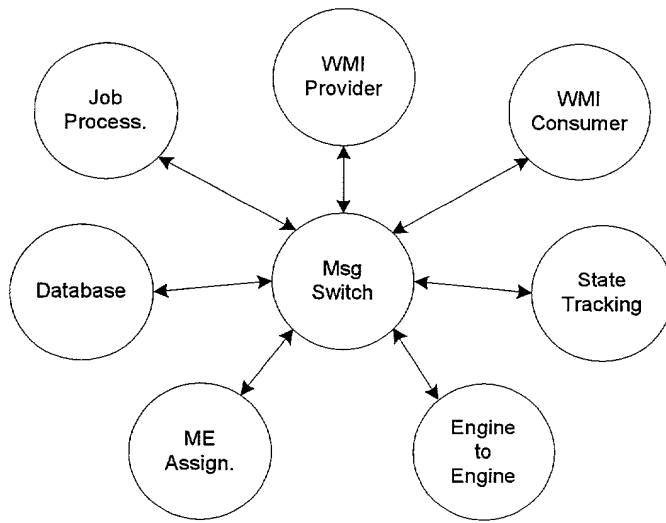 WMI
Provider
Job
Process.
WMI
Consumer
Msg
Switch
Database
State
Tracking
ME
Assign.
Engine
to
Engine